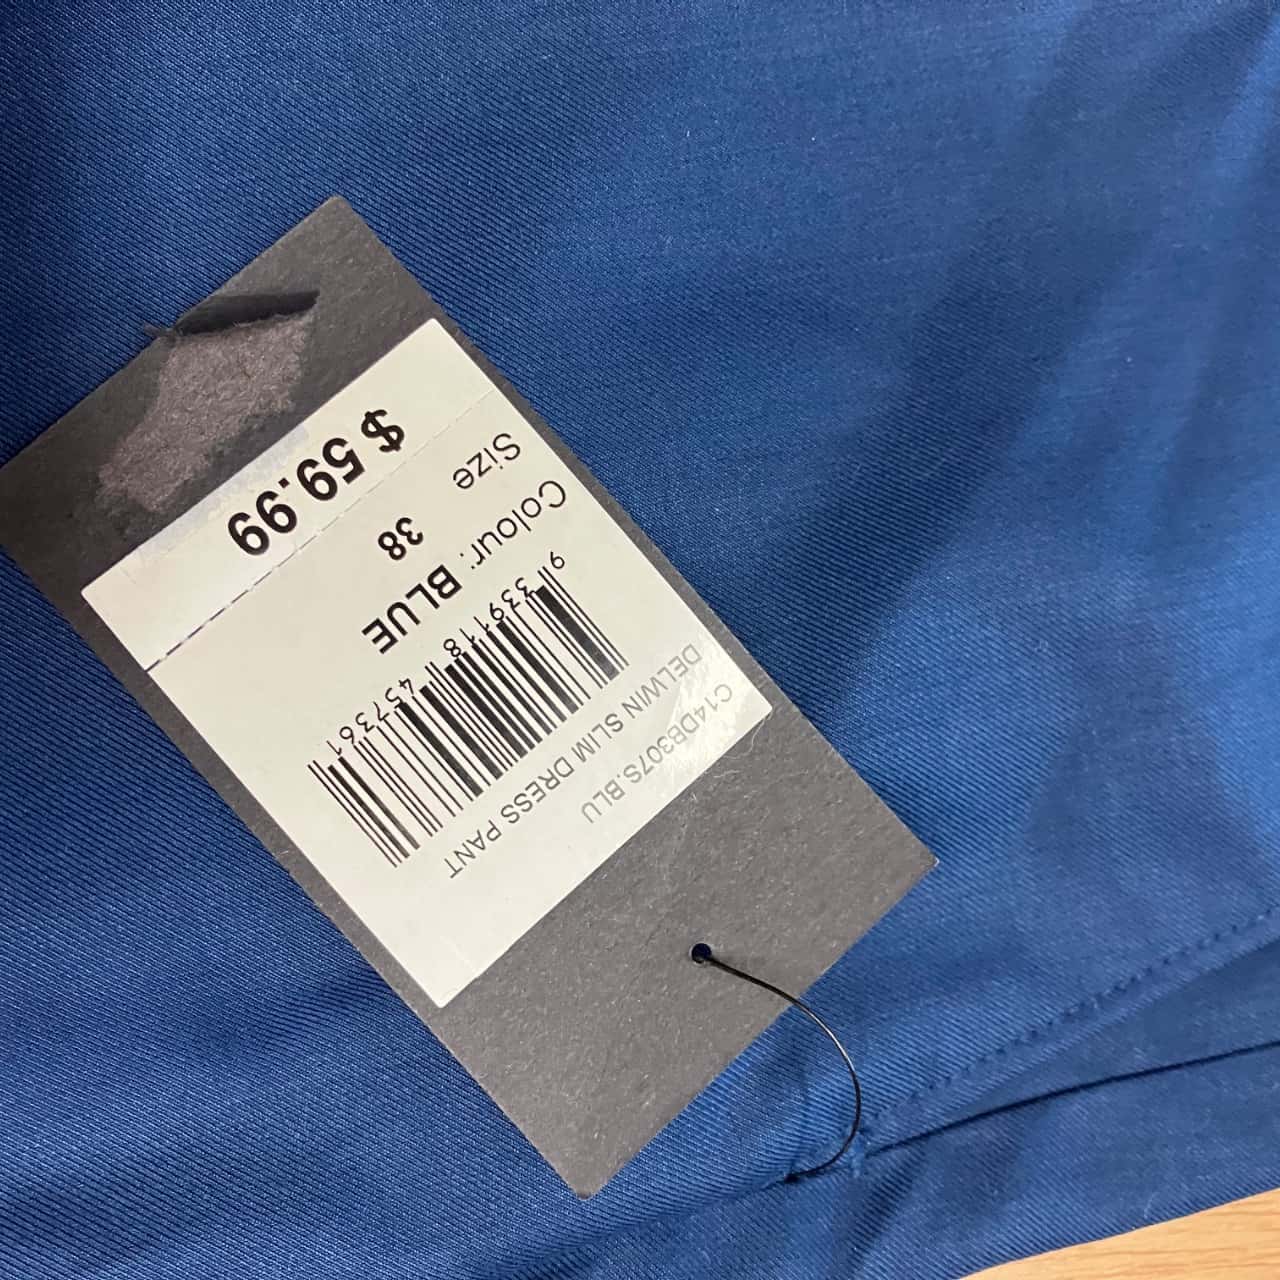 C14DB307S.BLU
DELWIN SLIM DRESS PANT
9 339118 457361
Colour: BLUE
Size 38
$ 59.99